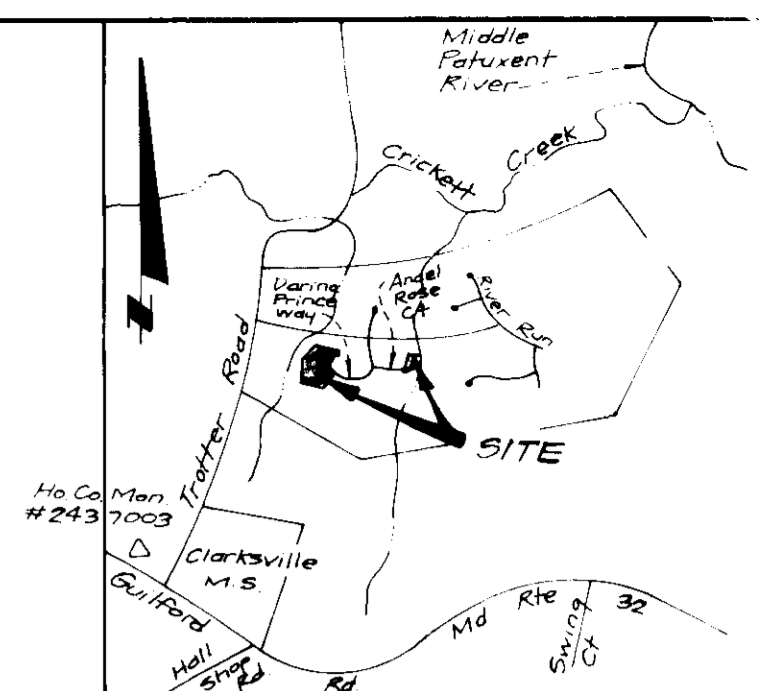 Middle
Patuxent
River
Crickett Creek
Daring
Prince
Way
Angel
Rose
Ct
River Run
Trotter Road
SITE
Ho. Co. Mon.
#2437003
Clarksville
M.S.
Guilford Rd.
Hall
Shop
Rd
Md Rte 32
Swing
Ct
N